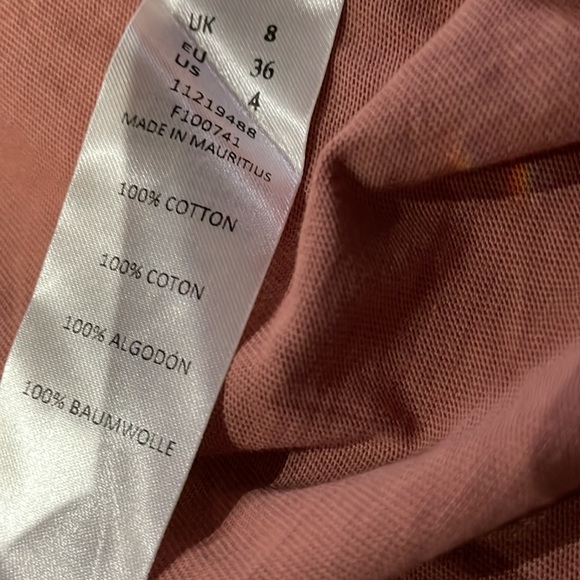 UK 8
EU 36
US 4
11219488
F100741
MADE IN MAURITIUS
100% COTTON
100% COTON
100% ALGODÓN
100% BAUMWOLLE